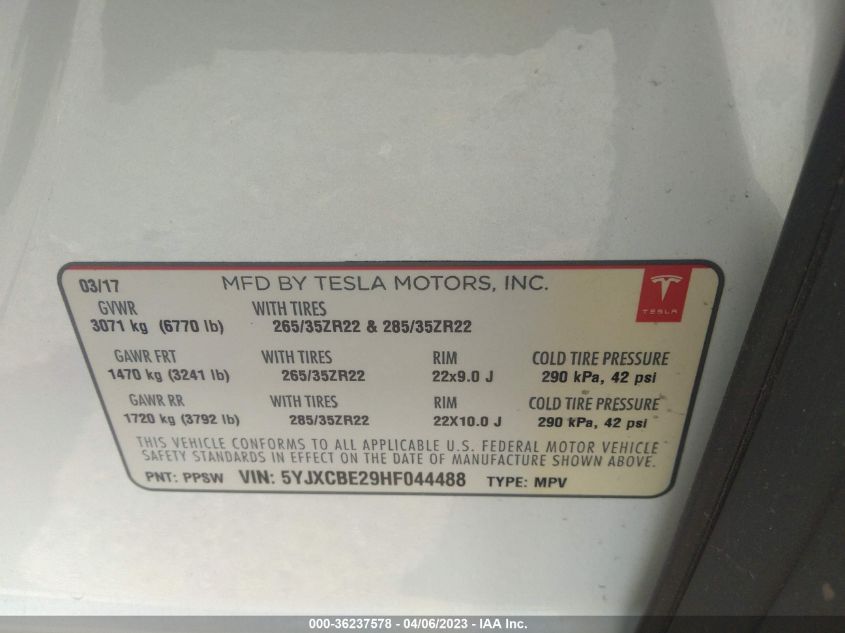 03/17 MFD BY TESLA MOTORS, INC.
TESLA
GVWR WITH TIRES
3071 kg (6770 lb) 265/35ZR22 & 285/35ZR22
GAWR FRT WITH TIRES RIM COLD TIRE PRESSURE
1470 kg (3241 lb) 265/35ZR22 22x9.0 J 290 kPa, 42 psi
GAWR RR WITH TIRES RIM COLD TIRE PRESSURE
1720 kg (3792 lb) 285/35ZR22 22X10.0 J 290 kPa, 42 psi
THIS VEHICLE CONFORMS TO ALL APPLICABLE U.S. FEDERAL MOTOR VEHICLE
SAFETY STANDARDS IN EFFECT ON THE DATE OF MANUFACTURE SHOWN ABOVE.
PNT: PPSW VIN: 5YJXCBE29HF044488 TYPE: MPV
000-36237578 - 04/06/2023 - IAA Inc.